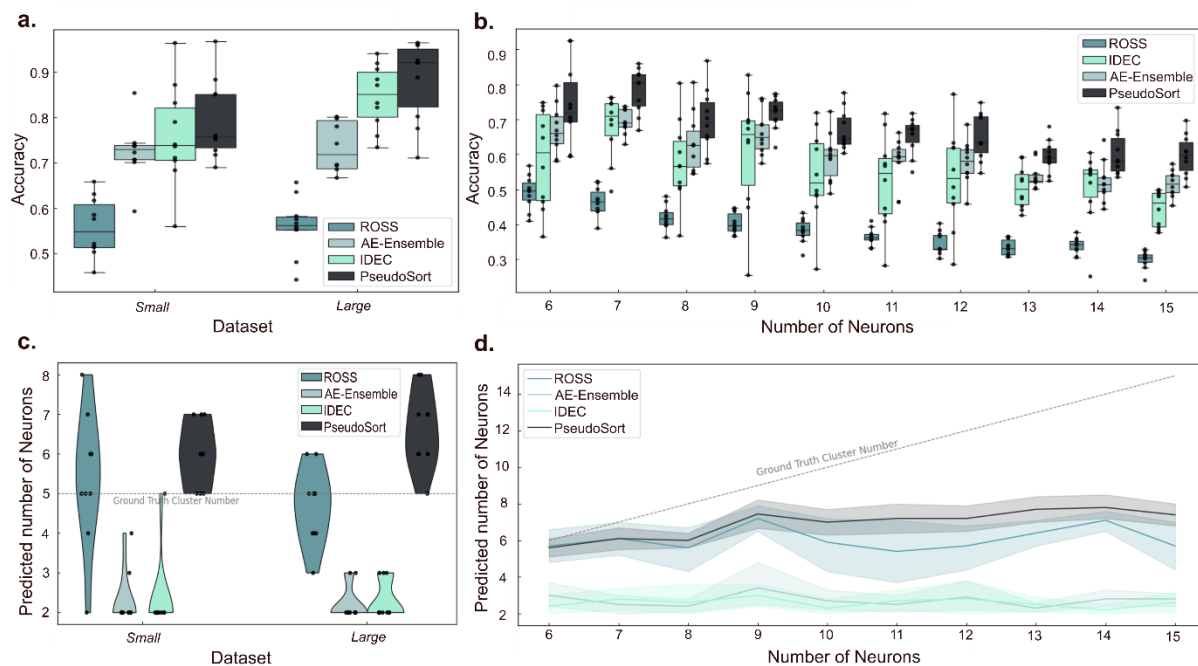 a.
Accuracy
0.9
0.8
0.7
0.6
0.5
Small
Large
Dataset
ROSS
AE-Ensemble
IDEC
PseudoSort
b.
Accuracy
0.9
0.8
0.7
0.6
0.5
0.4
0.3
6 7 8 9 10 11 12 13 14 15
Number of Neurons
ROSS
IDEC
AE-Ensemble
PseudoSort
c.
Predicted number of Neurons
8
7
6
5
4
3
2
Small
Large
Dataset
Ground Truth Cluster Number
ROSS
AE-Ensemble
IDEC
PseudoSort
d.
Predicted number of Neurons
14
12
10
8
6
4
2
6 7 8 9 10 11 12 13 14 15
Number of Neurons
Ground Truth Cluster Number
ROSS
AE-Ensemble
IDEC
PseudoSort